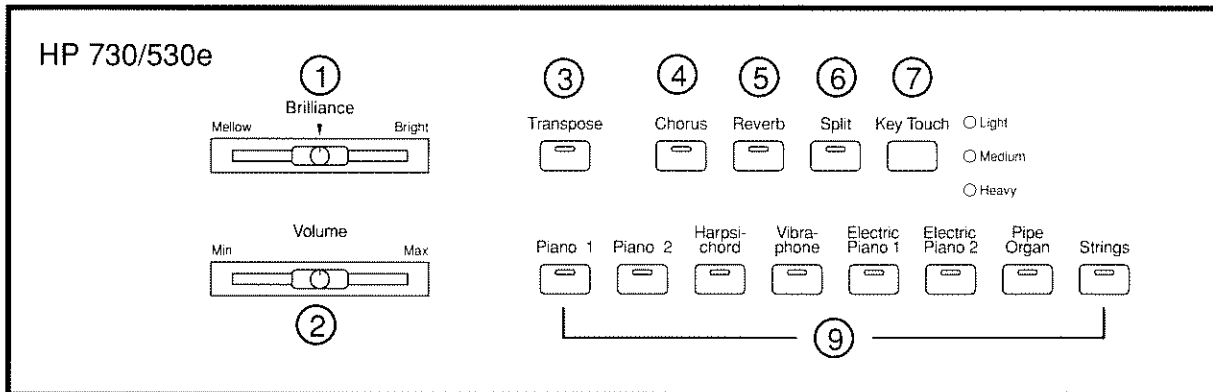 HP 730/530e
1
Brilliance
Mellow Bright
Volume
Min Max
2
3 4 5 6 7
Transpose Chorus Reverb Split Key Touch
Light
Medium
Heavy
Piano 1 Piano 2 Harpsi-
chord Vibra-
phone Electric
Piano 1 Electric
Piano 2 Pipe
Organ Strings
9